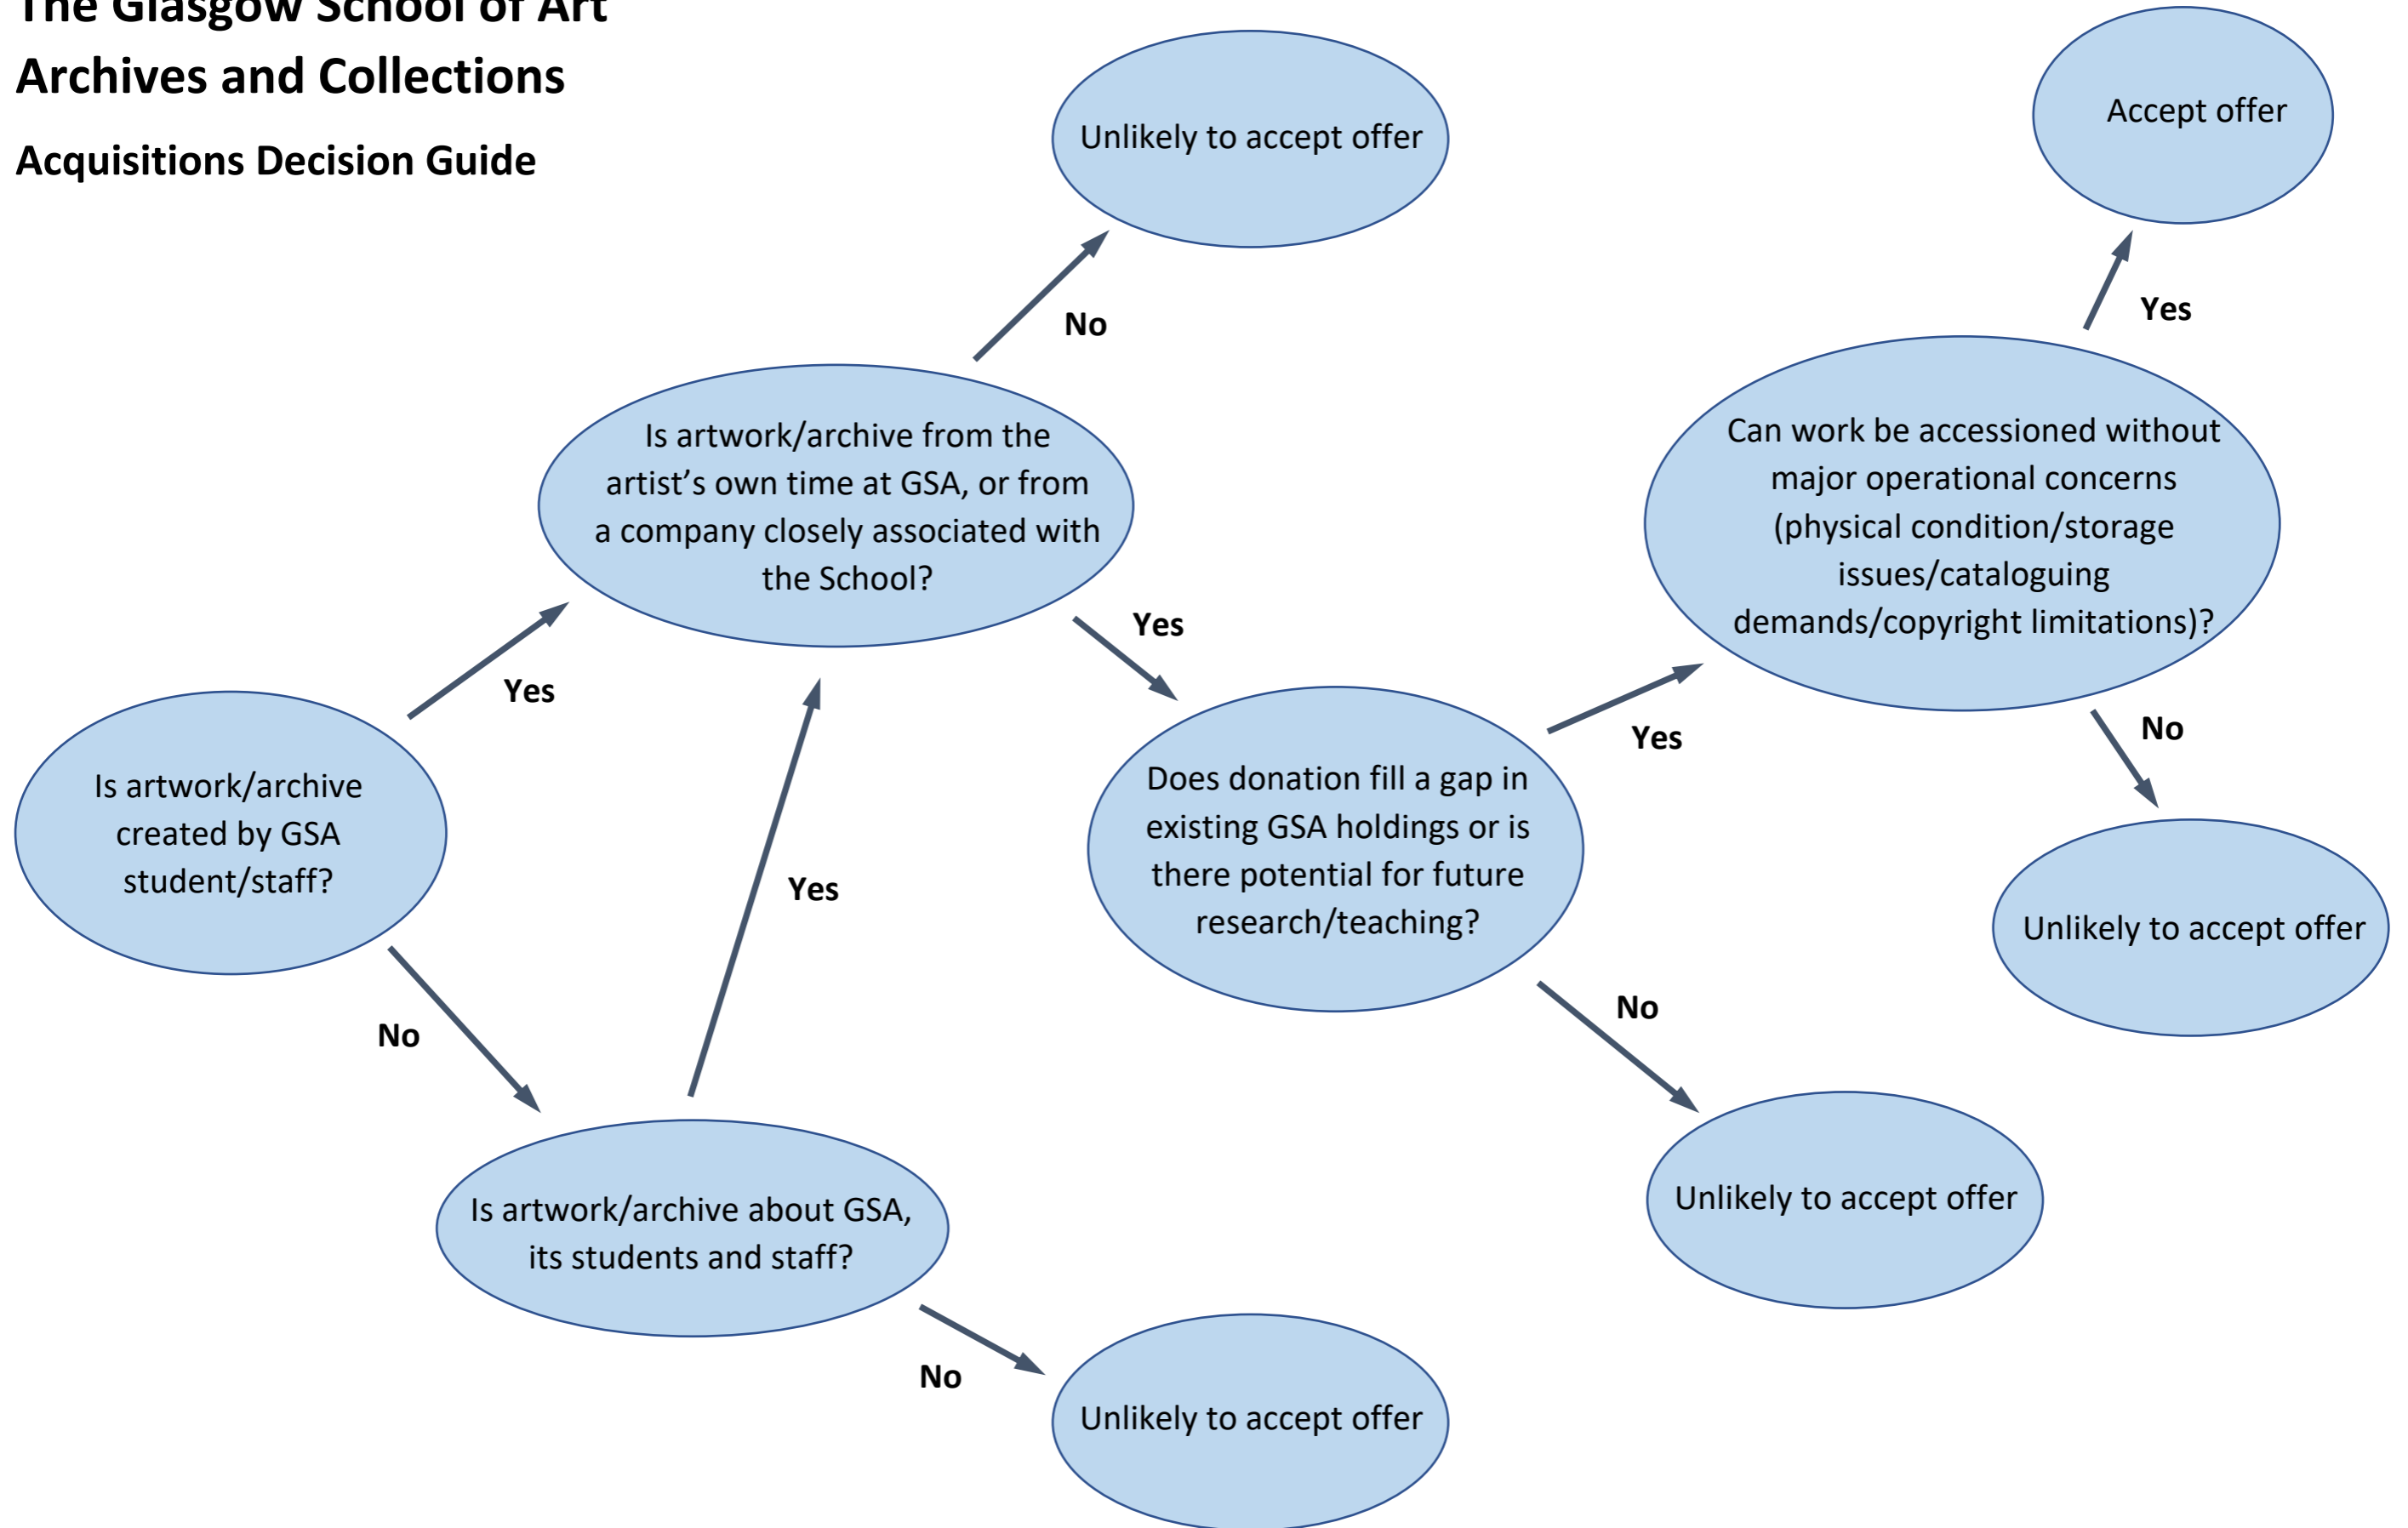 The Glasgow School of Art
Archives and Collections
Acquisitions Decision Guide
Unlikely to accept offer
Accept offer
No
Yes
Is artwork/archive from the
artist’s own time at GSA, or from
a company closely associated with
the School?
Can work be accessioned without
major operational concerns
(physical condition/storage
issues/cataloguing
demands/copyright limitations)?
Yes
Yes
Is artwork/archive
created by GSA
student/staff?
Yes
Does donation fill a gap in
existing GSA holdings or is
there potential for future
research/teaching?
Yes
No
Unlikely to accept offer
No
No
Unlikely to accept offer
Is artwork/archive about GSA,
its students and staff?
No
Unlikely to accept offer